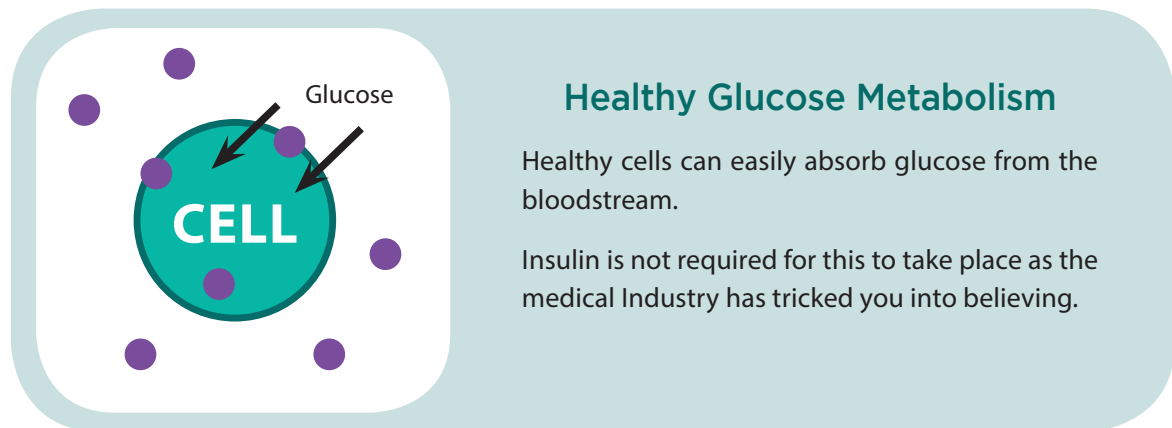 Glucose
CELL
Healthy Glucose Metabolism
Healthy cells can easily absorb glucose from the
bloodstream.
Insulin is not required for this to take place as the
medical Industry has tricked you into believing.